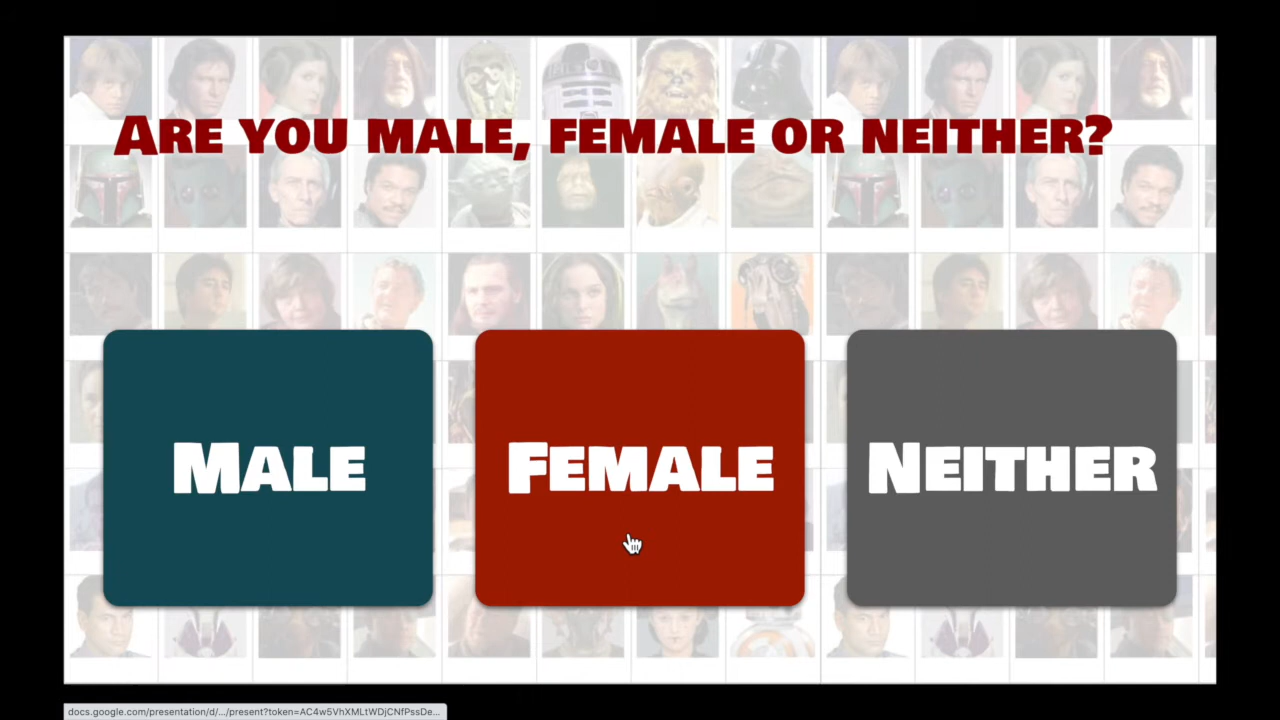 Are you male, female or neither?
Male
Female
Neither
docs.google.com/presentation/d/.../present?token=AC4w5VhXMLtWDjCNfPssDe...